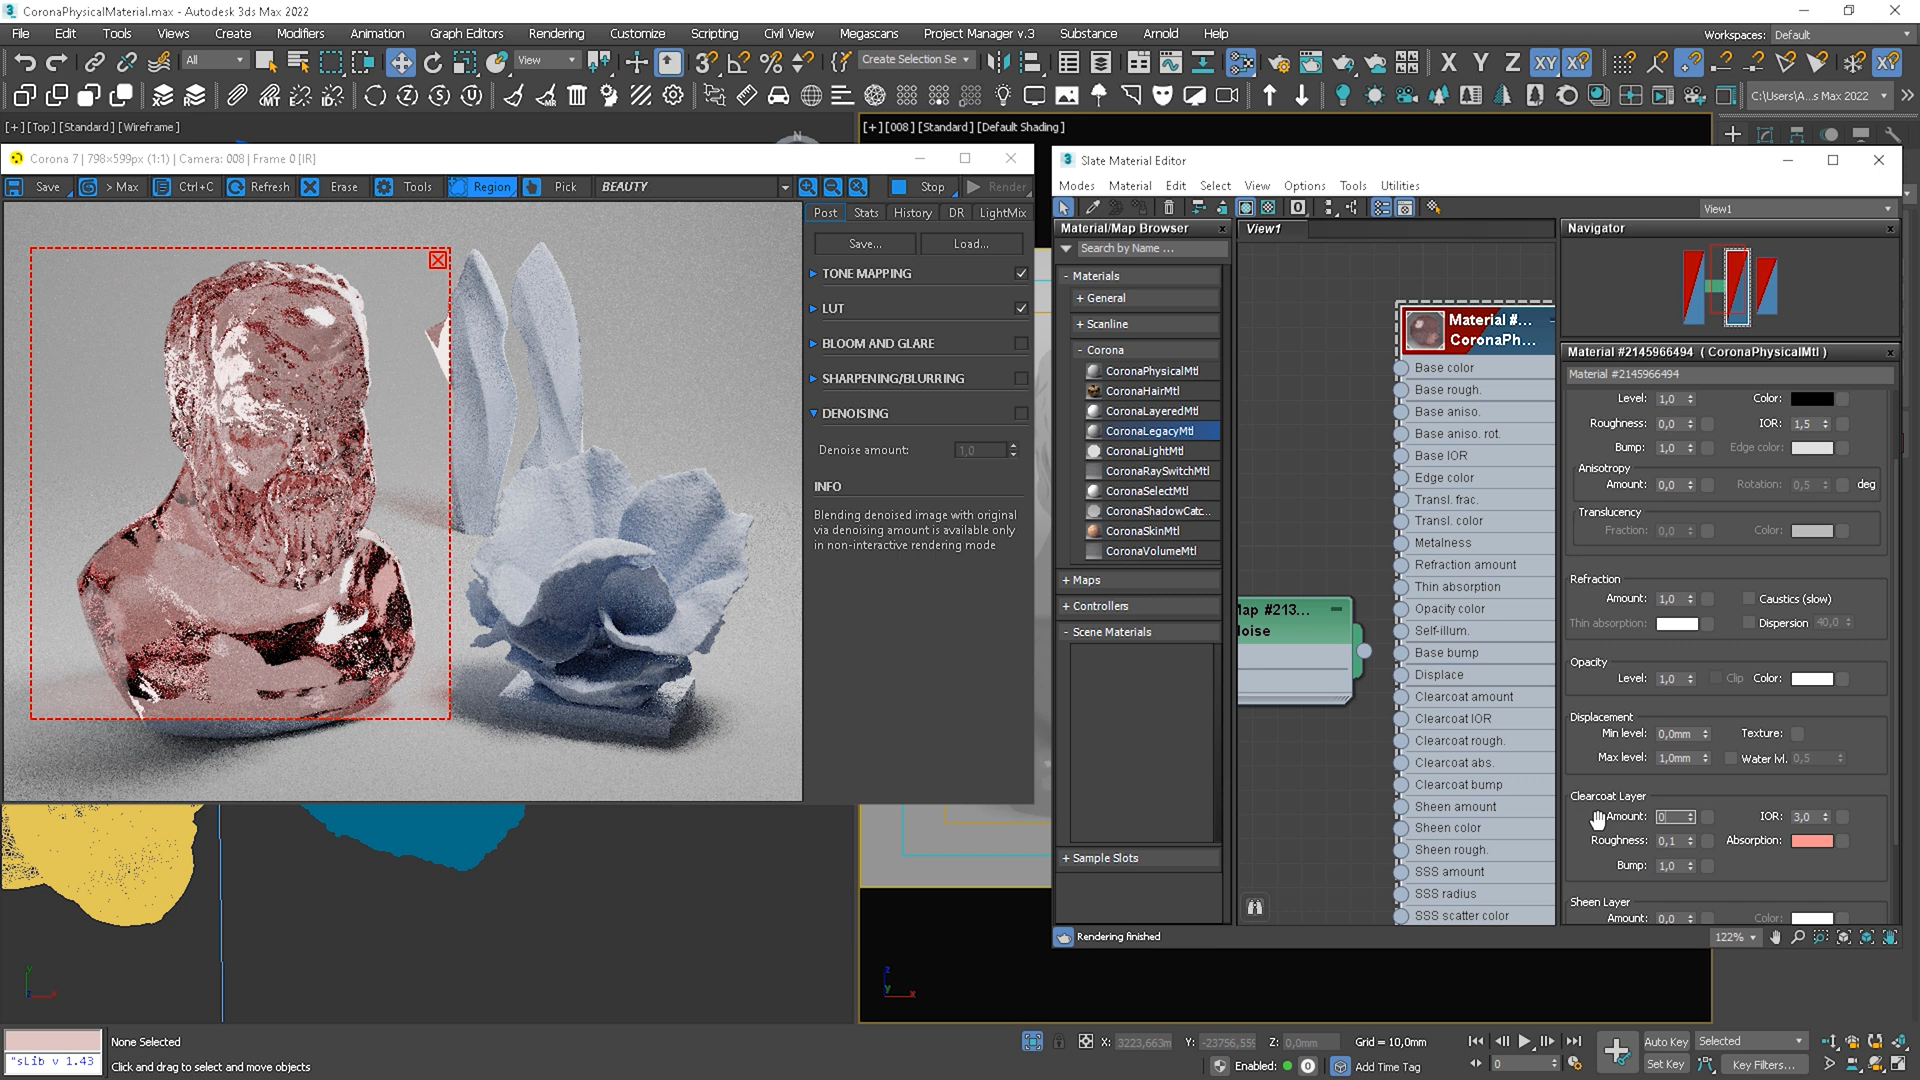 CoronaPhysicalMaterial.max - Autodesk 3ds Max 2022
File Edit Tools Views Create Modifiers Animation Graph Editors Rendering Customize Scripting Civil View Megascans Project Manager v.3 Substance Arnold Help
Workspaces: Default
All View Create Selection Se
C:\Users\A...s Max 2022
[+] [Top] [Standard] [Wireframe]
[+] [008] [Standard] [Default Shading]
Corona 7 | 798×599px (1:1) | Camera: 008 | Frame 0 [IR]
Save > Max Ctrl+C Refresh Erase Tools Region Pick BEAUTY Stop Render
Post Stats History DR LightMix
Save... Load...
TONE MAPPING
LUT
BLOOM AND GLARE
SHARPENING/BLURRING
DENOISING
Denoise amount: 1,0
INFO
Blending denoised image with original
via denoising amount is available only
in non-interactive rendering mode
Slate Material Editor
Modes Material Edit Select View Options Tools Utilities
View1
Material/Map Browser
Search by Name ...
- Materials
+ General
+ Scanline
- Corona
CoronaPhysicalMtl
CoronaHairMtl
CoronaLayeredMtl
CoronaLegacyMtl
CoronaLightMtl
CoronaRaySwitchMtl
CoronaSelectMtl
CoronaShadowCatc...
CoronaSkinMtl
CoronaVolumeMtl
+ Maps
+ Controllers
- Scene Materials
+ Sample Slots
Rendering finished
View1
Map #213...
Noise
Material #...
CoronaPh...
Base color
Base rough.
Base aniso.
Base aniso. rot.
Base IOR
Edge color
Transl. frac.
Transl. color
Metalness
Refraction amount
Thin absorption
Opacity color
Self-illum.
Base bump
Displace
Clearcoat amount
Clearcoat IOR
Clearcoat rough.
Clearcoat abs.
Clearcoat bump
Sheen amount
Sheen color
Sheen rough.
SSS amount
SSS radius
SSS scatter color
Navigator
Material #2145966494 ( CoronaPhysicalMtl )
Material #2145966494
Level: 1,0 Color:
Roughness: 0,0 IOR: 1,5
Bump: 1,0 Edge color:
Anisotropy
Amount: 0,0 Rotation: 0,5 deg
Translucency
Fraction: 0,0 Color:
Refraction
Amount: 1,0 Caustics (slow)
Thin absorption: Dispersion 40,0
Opacity
Level: 1,0 Clip Color:
Displacement
Min level: 0,0mm Texture:
Max level: 1,0mm Water lvl. 0,5
Clearcoat Layer
Amount: 0 IOR: 3,0
Roughness: 0,1 Absorption:
Bump: 1,0
Sheen Layer
Amount: 0,0 Color:
122%
"sLib v 1.43
None Selected
Click and drag to select and move objects
X: 3223,663m Y: -23756,559 Z: 0,0mm Grid = 10,0mm
Enabled: 0 Add Time Tag
0
Auto Key Selected
Set Key Key Filters...